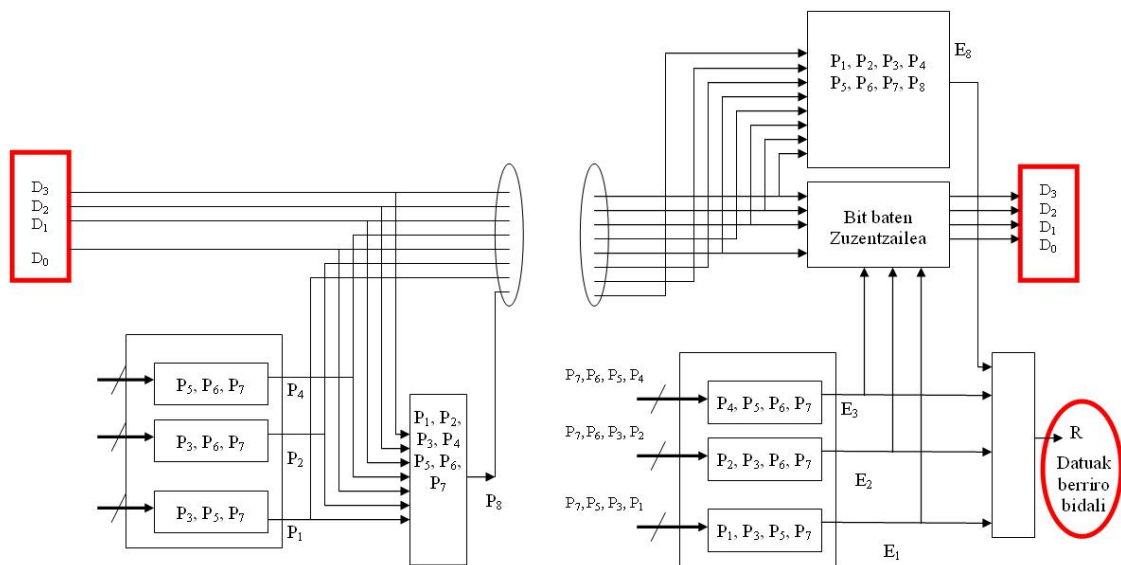 D₃
D₂
D₁
D₀
P₅, P₆, P₇
P₄
P₃, P₆, P₇
P₂
P₃, P₅, P₇
P₁
P₁, P₂,
P₃, P₄
P₅, P₆,
P₇
P₈
P₁, P₂, P₃, P₄
P₅, P₆, P₇, P₈
E₈
Bit baten
Zuzentzailea
D₃
D₂
D₁
D₀
P₇,P₆, P₅, P₄
P₄, P₅, P₆, P₇
E₃
P₇,P₆, P₃, P₂
P₂, P₃, P₆, P₇
E₂
P₇,P₅, P₃, P₁
P₁, P₃, P₅, P₇
E₁
R
Datuak
berriro
bidali